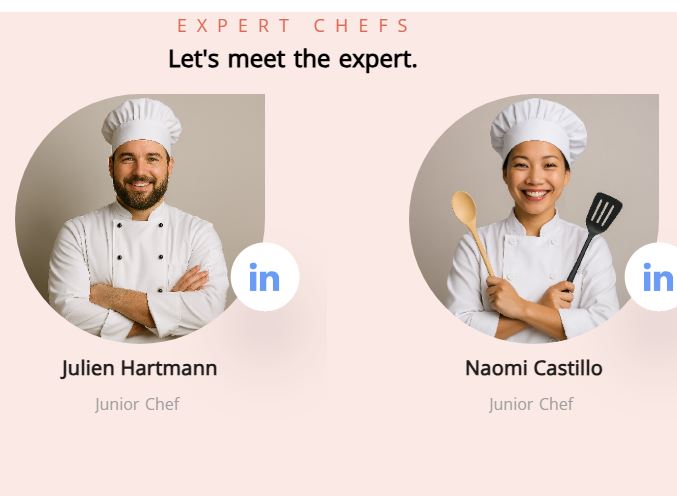 EXPERT CHEFS
Let's meet the expert.
in
in
Julien Hartmann
Naomi Castillo
Junior Chef
Junior Chef